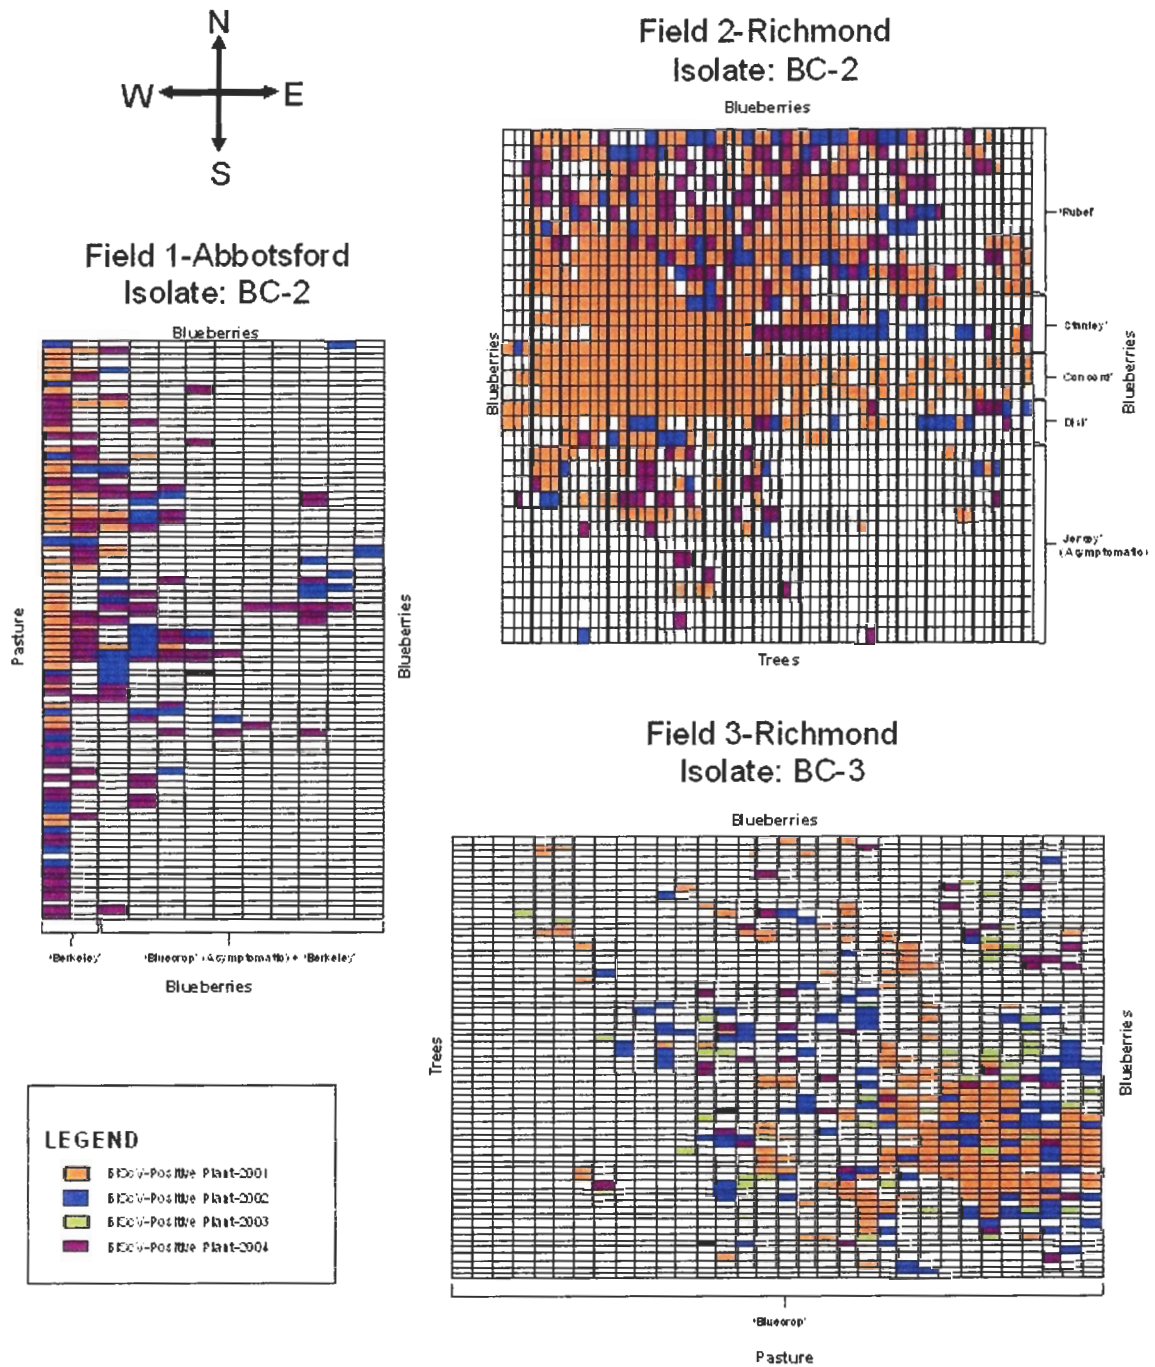 N
W E
S
Field 1-Abbotsford
Isolate: BC-2
Blueberries
Pasture
Blueberries
'Berkeley'
'Bluecrop' (Asymptomatic) + 'Berkeley'
Blueberries
Field 2-Richmond
Isolate: BC-2
Blueberries
Blueberries
'Rubel'
Stanley'
Concord'
Blueberries
Jersey'
(Asymptomatic)
Trees
Field 3-Richmond
Isolate: BC-3
Blueberries
Trees
Blueberries
'Bluecrop'
Pasture
LEGEND
BlScV-Positive Plant-2001
BlScV-Positive Plant-2002
BlScV-Positive Plant-2003
BlScV-Positive Plant-2004